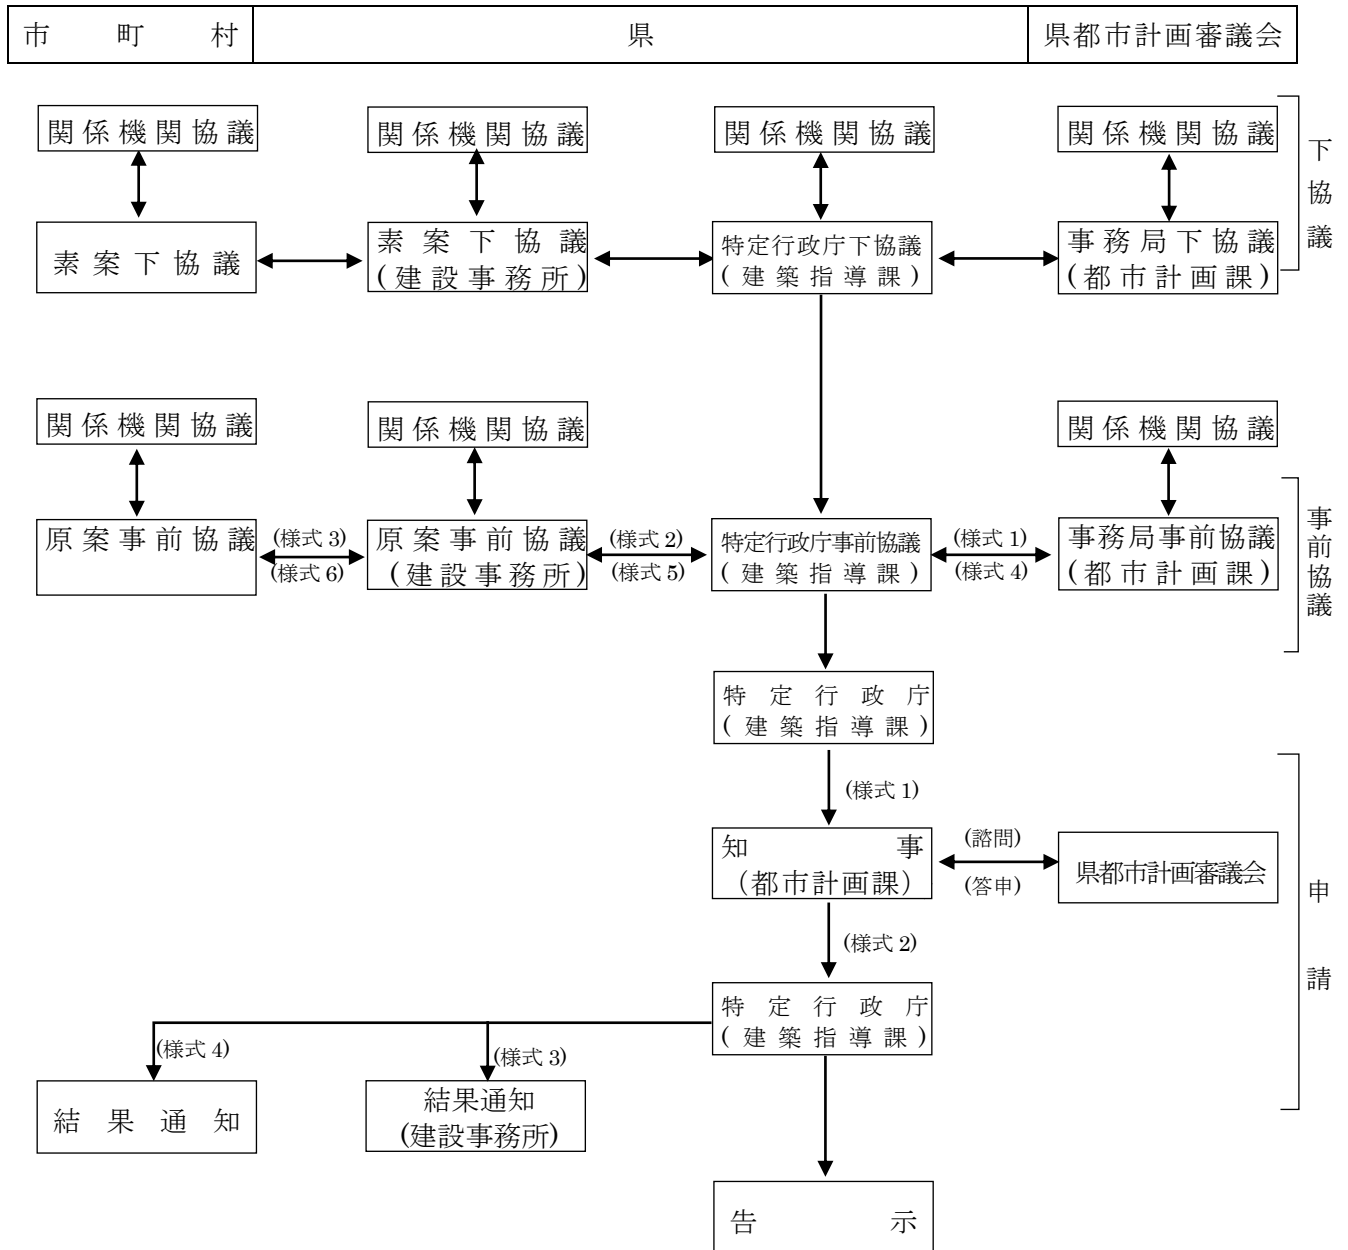 市町村 県 県都市計画審議会
関係機関協議 関係機関協議 関係機関協議 関係機関協議
下協議
素案下協議
素案下協議
(建設事務所)
特定行政庁下協議
(建築指導課)
事務局下協議
(都市計画課)
関係機関協議 関係機関協議 関係機関協議
事前協議
原案事前協議
(様式3)
(様式6)
原案事前協議
(建設事務所)
(様式2)
(様式5)
特定行政庁事前協議
(建築指導課)
(様式1)
(様式4)
事務局事前協議
(都市計画課)
特定行政庁
(建築指導課)
(様式1)
申請
知事
(都市計画課)
(諮問)
(答申)
県都市計画審議会
(様式2)
特定行政庁
(建築指導課)
(様式4)
(様式3)
結果通知
結果通知
(建設事務所)
告示